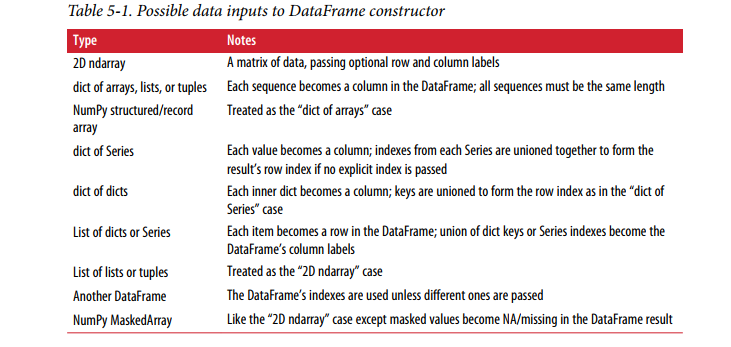 Table 5-1. Possible data inputs to DataFrame constructor
Type Notes
2D ndarray A matrix of data, passing optional row and column labels
dict of arrays, lists, or tuples Each sequence becomes a column in the DataFrame; all sequences must be the same length
NumPy structured/record Treated as the “dict of arrays” case
array
dict of Series Each value becomes a column; indexes from each Series are unioned together to form the
result’s row index if no explicit index is passed
dict of dicts Each inner dict becomes a column; keys are unioned to form the row index as in the “dict of
Series” case
List of dicts or Series Each item becomes a row in the DataFrame; union of dict keys or Series indexes become the
DataFrame’s column labels
List of lists or tuples Treated as the “2D ndarray” case
Another DataFrame The DataFrame’s indexes are used unless different ones are passed
NumPy MaskedArray Like the “2D ndarray” case except masked values become NA/missing in the DataFrame result